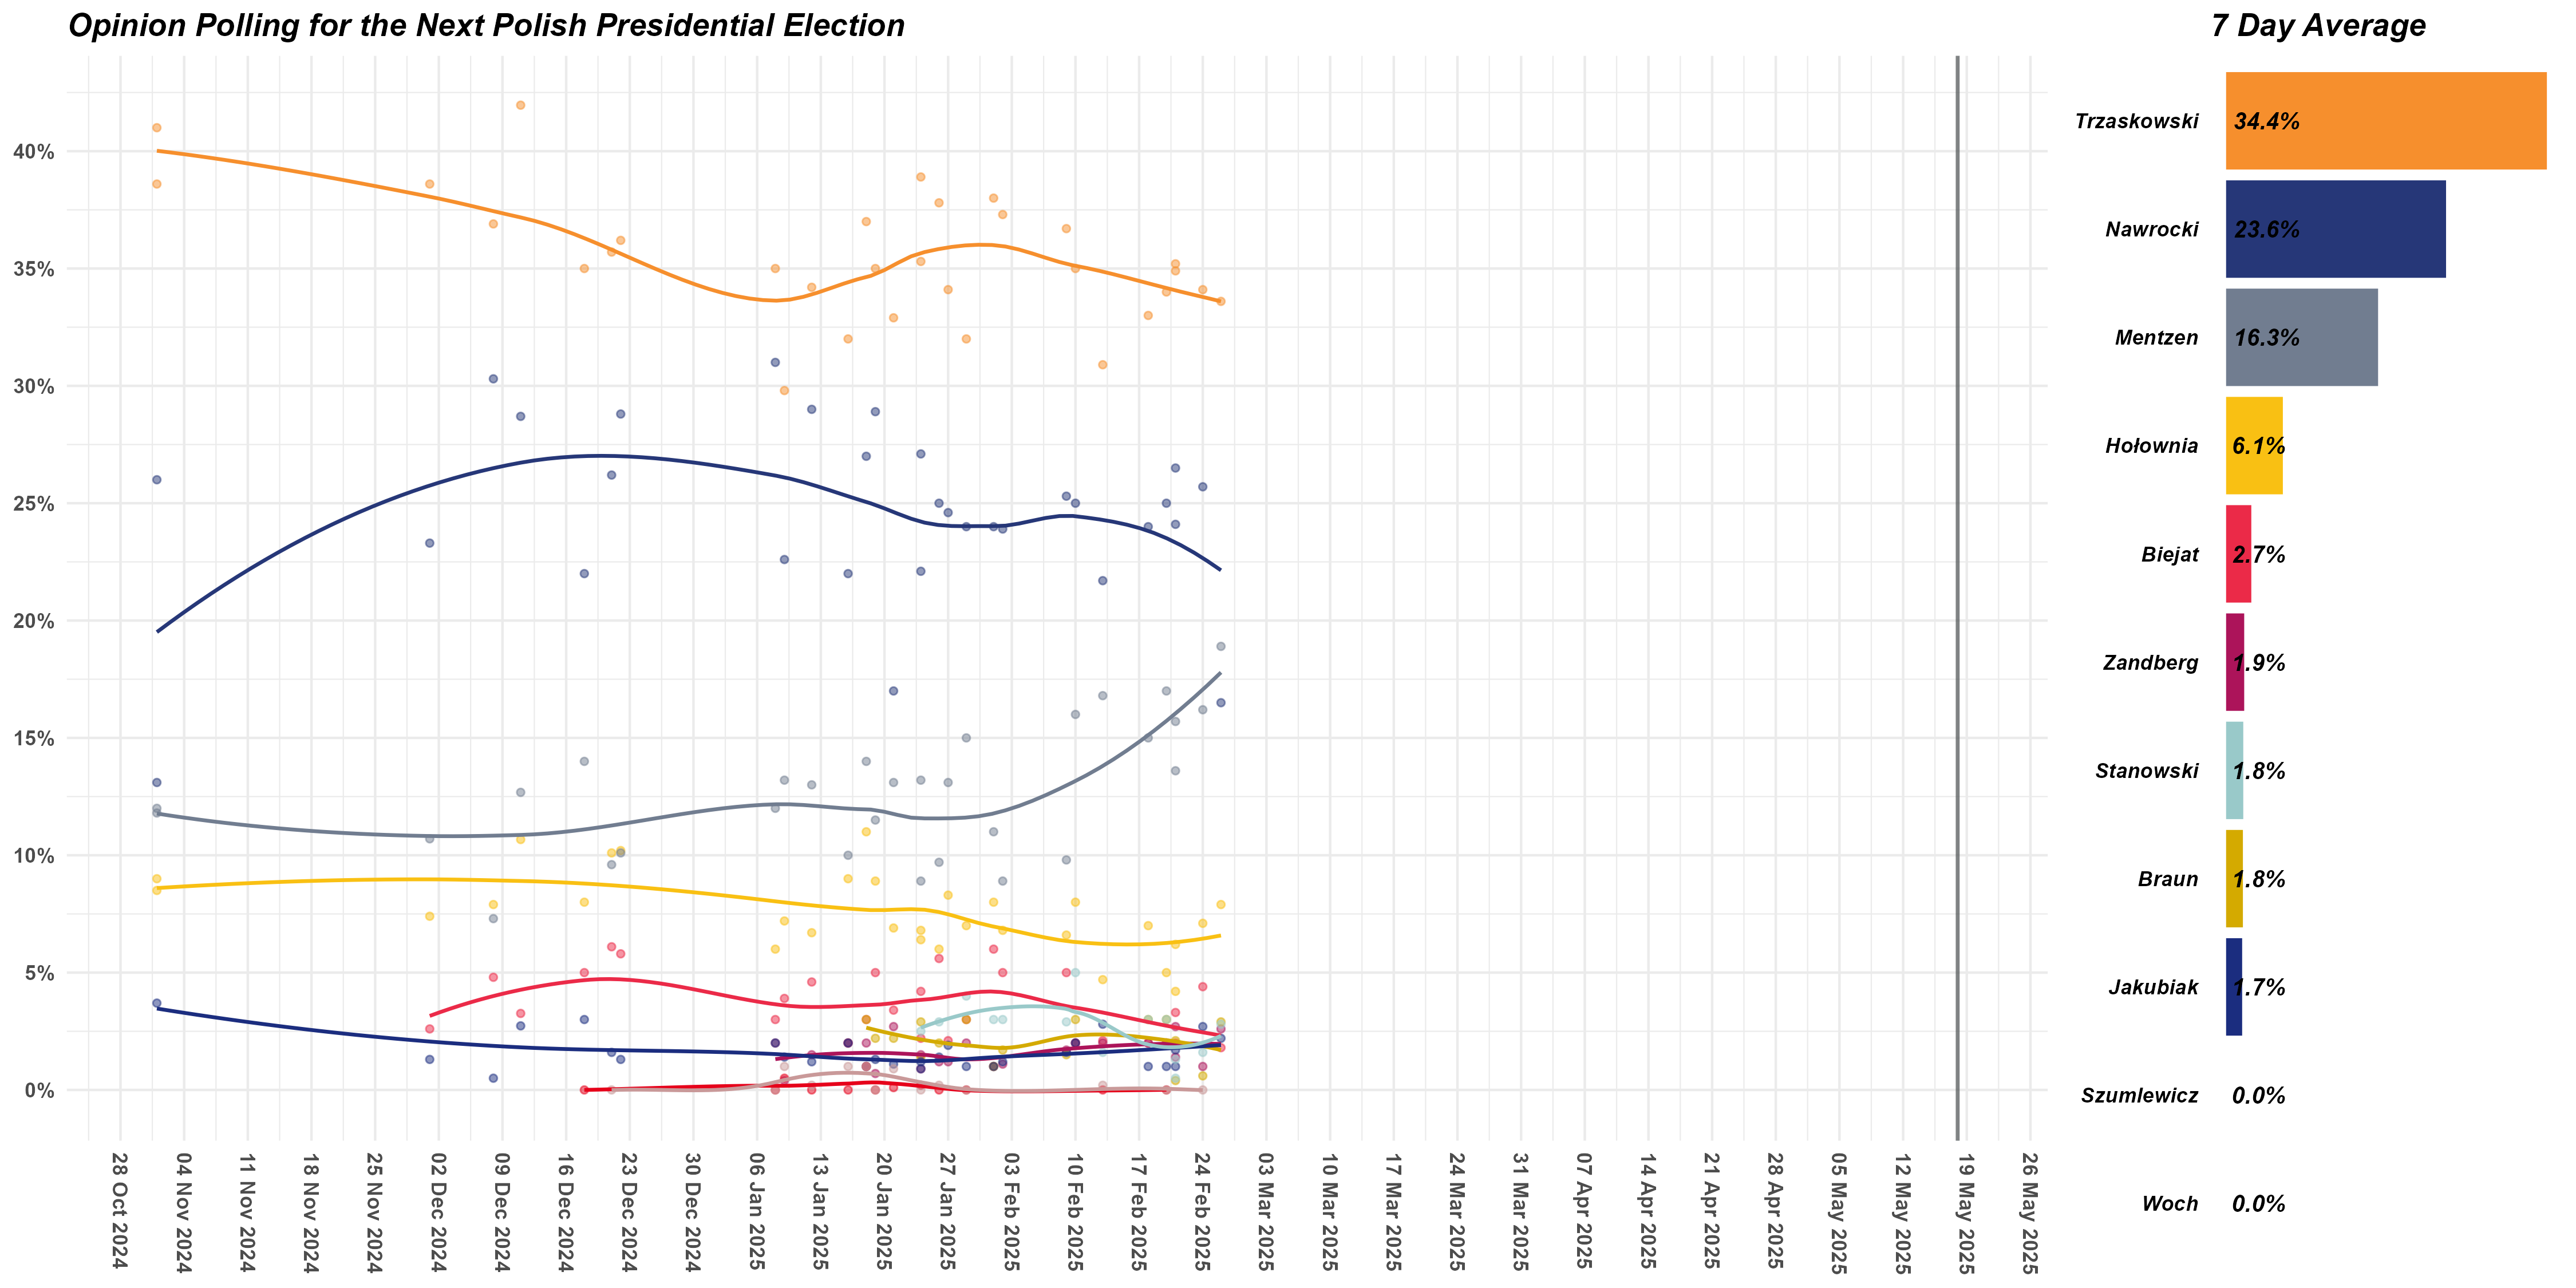 Opinion Polling for the Next Polish Presidential Election
7 Day Average
40%
35%
30%
25%
20%
15%
10%
5%
0%
28 Oct 2024
04 Nov 2024
11 Nov 2024
18 Nov 2024
25 Nov 2024
02 Dec 2024
09 Dec 2024
16 Dec 2024
23 Dec 2024
30 Dec 2024
06 Jan 2025
13 Jan 2025
20 Jan 2025
27 Jan 2025
03 Feb 2025
10 Feb 2025
17 Feb 2025
24 Feb 2025
03 Mar 2025
10 Mar 2025
17 Mar 2025
24 Mar 2025
31 Mar 2025
07 Apr 2025
14 Apr 2025
21 Apr 2025
28 Apr 2025
05 May 2025
12 May 2025
19 May 2025
26 May 2025
Trzaskowski 34.4%
Nawrocki 23.6%
Mentzen 16.3%
Hołownia 6.1%
Biejat 2.7%
Zandberg 1.9%
Stanowski 1.8%
Braun 1.8%
Jakubiak 1.7%
Szumlewicz 0.0%
Woch 0.0%